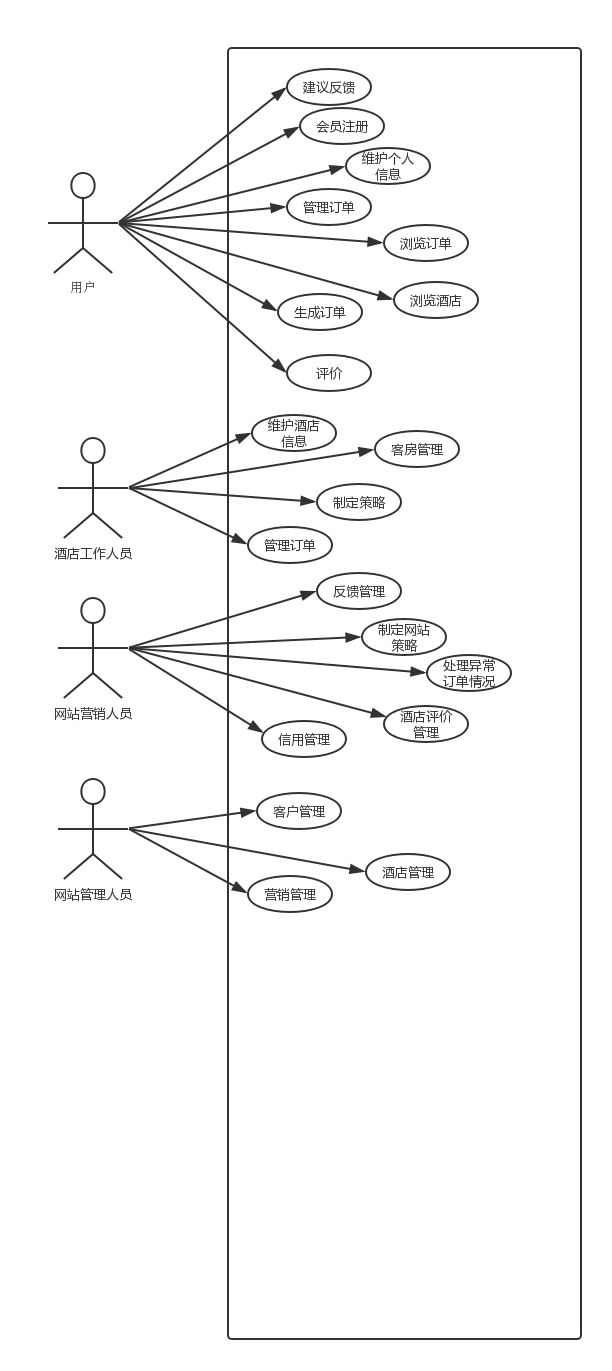 建议反馈
会员注册
维护个人
信息
管理订单
浏览订单
浏览酒店
生成订单
评价
用户
维护酒店
信息
客房管理
制定策略
管理订单
酒店工作人员
反馈管理
制定网站
策略
处理异常
订单情况
酒店评价
管理
信用管理
网站营销人员
客户管理
酒店管理
营销管理
网站管理人员